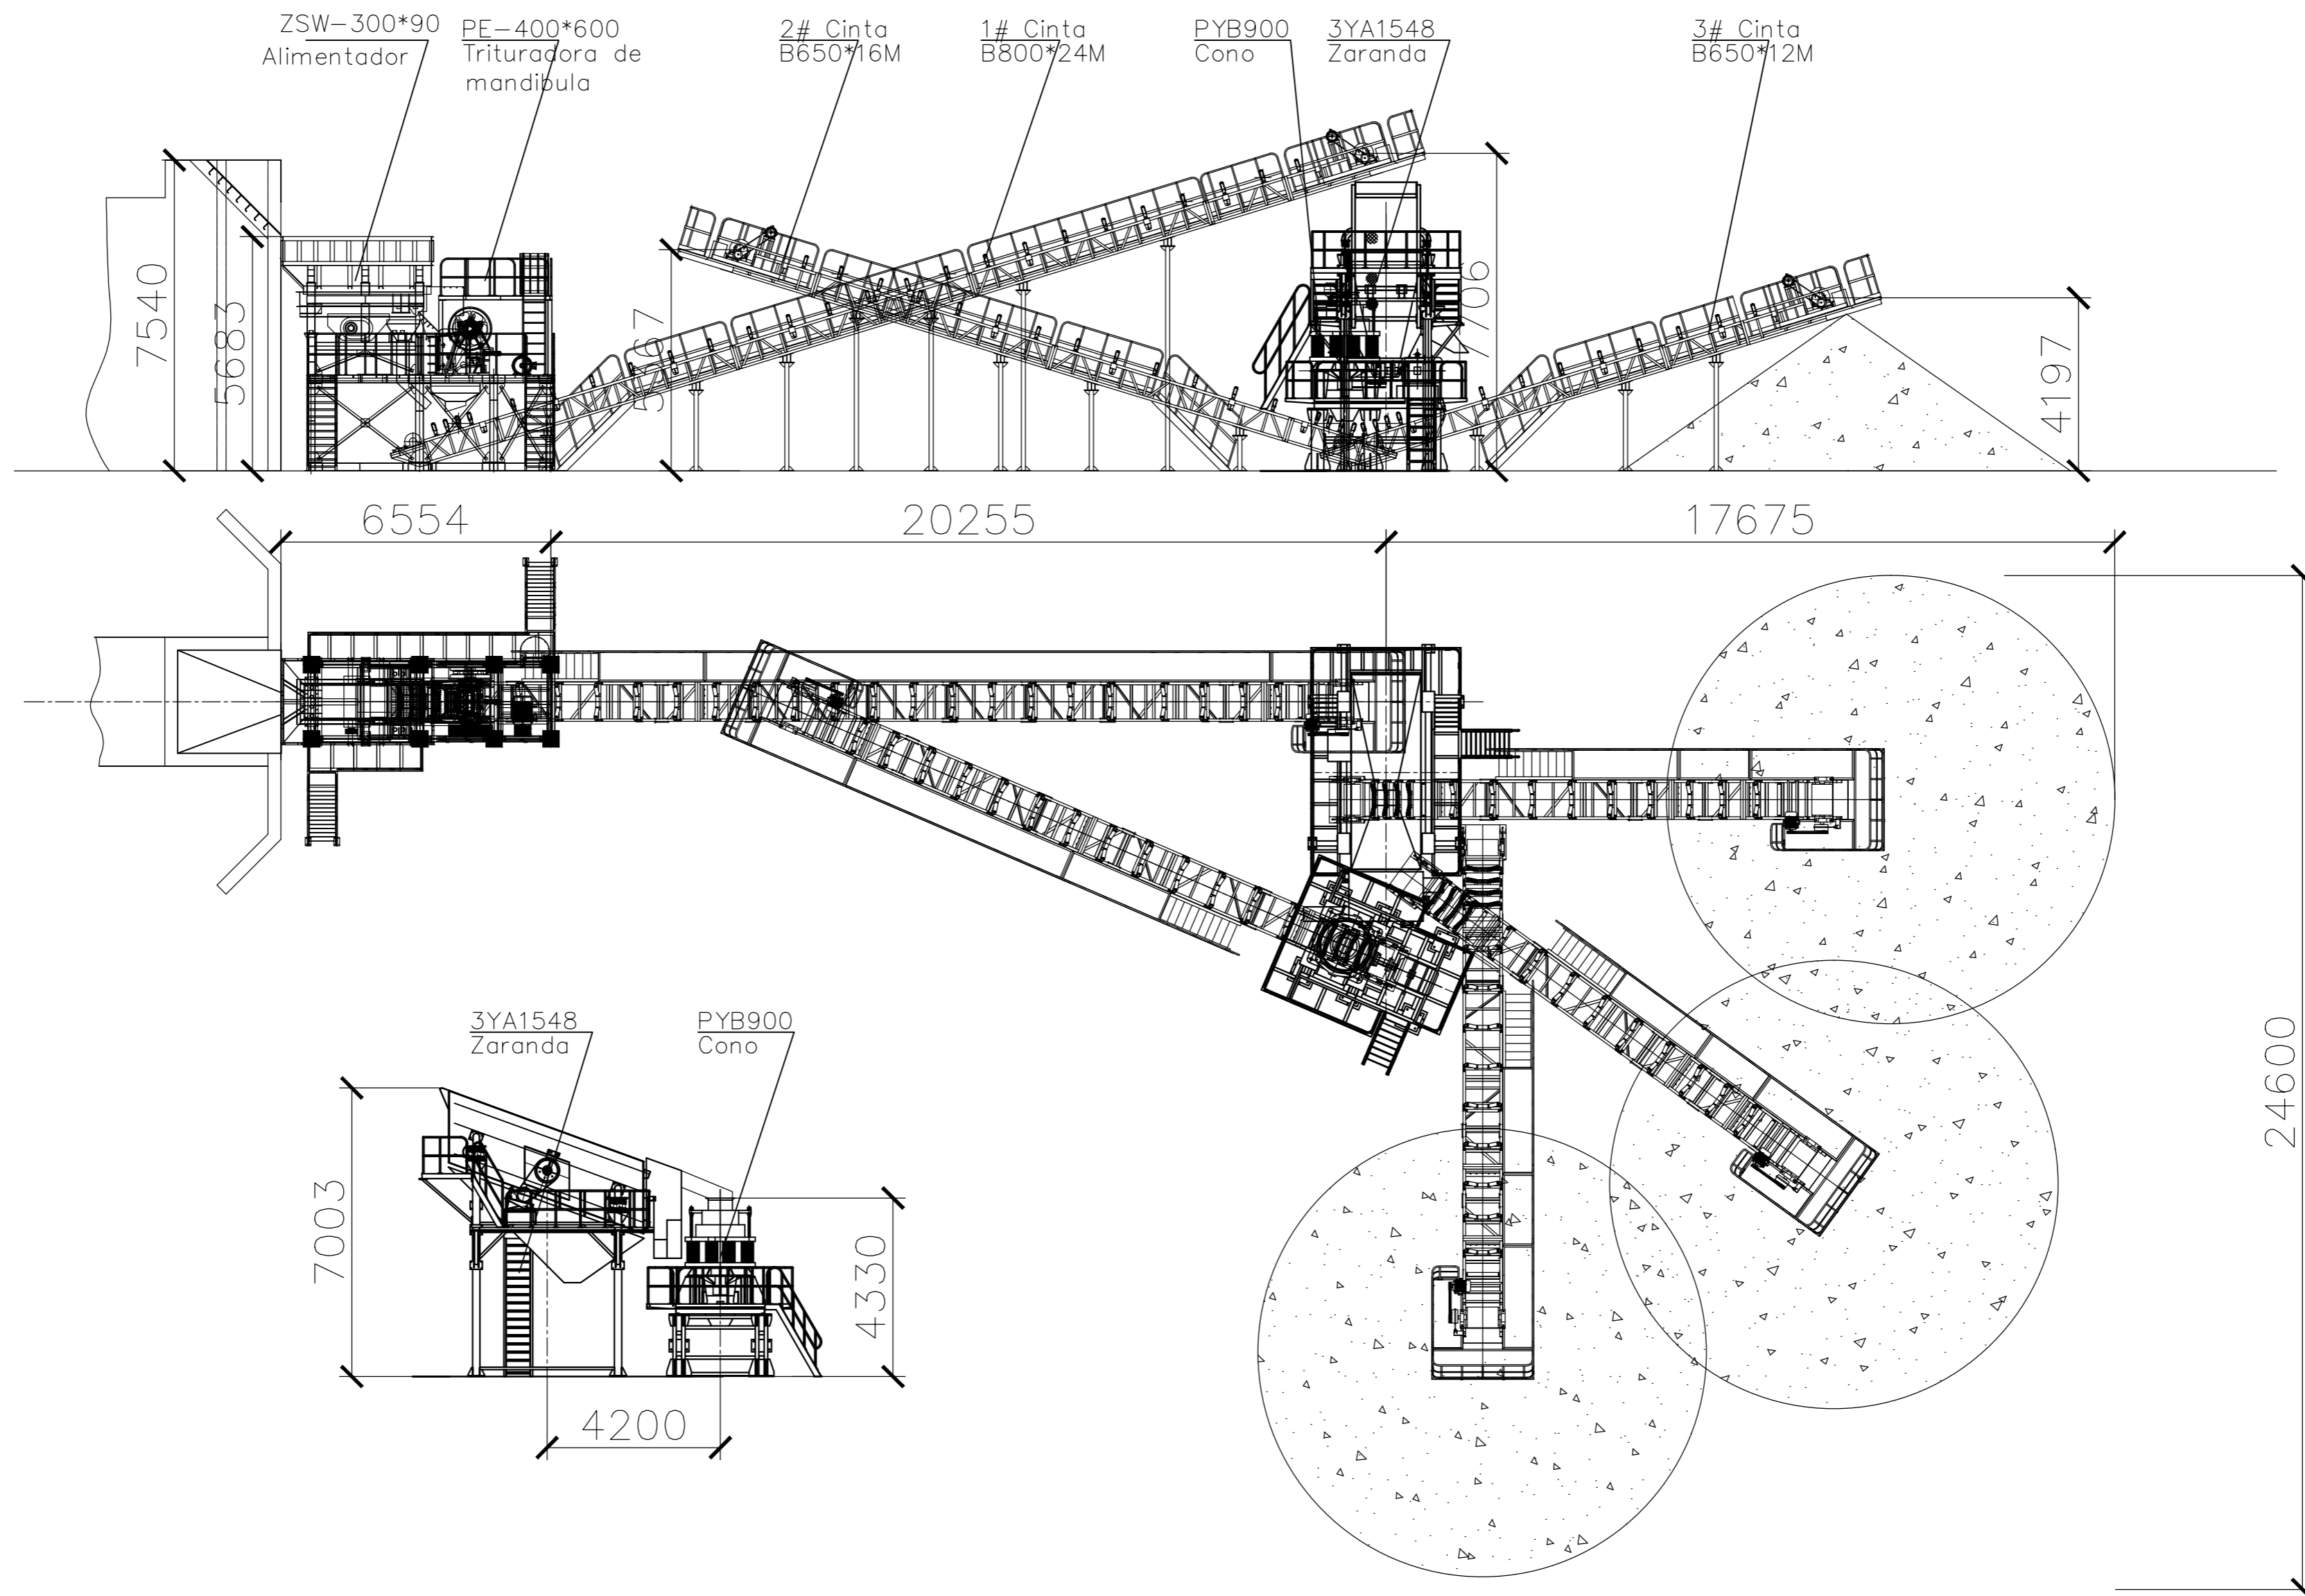 ZSW-300*90
Alimentador
PE-400*600
Trituradora de
mandibula
2# Cinta
B650*16M
1# Cinta
B800*24M
PYB900
Cono
3YA1548
Zaranda
3# Cinta
B650*12M
7540
5683
4197
6554
20255
17675
24600
3YA1548
Zaranda
PYB900
Cono
7003
4330
4200